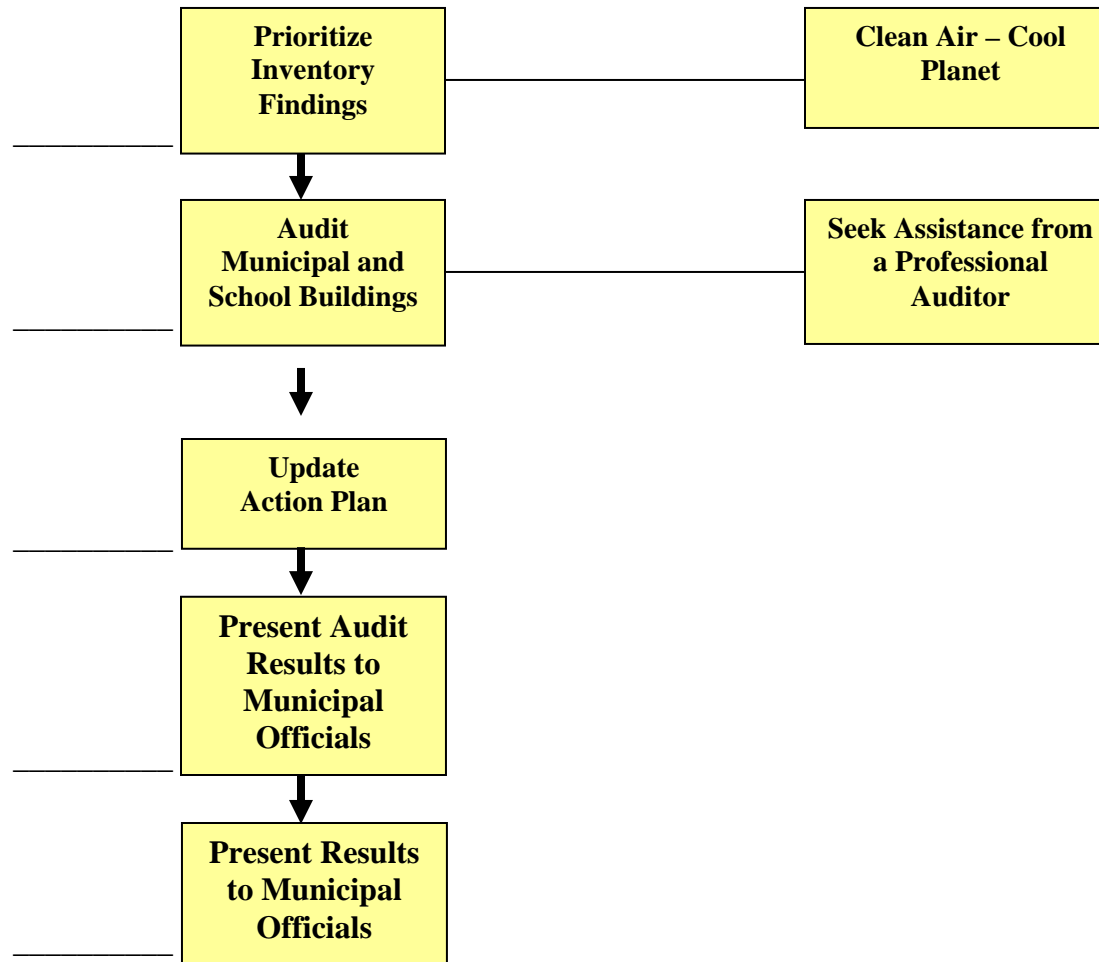 Prioritize
Inventory
Findings
Clean Air – Cool
Planet
Audit
Municipal and
School Buildings
Seek Assistance from
a Professional
Auditor
Update
Action Plan
Present Audit
Results to
Municipal
Officials
Present Results
to Municipal
Officials